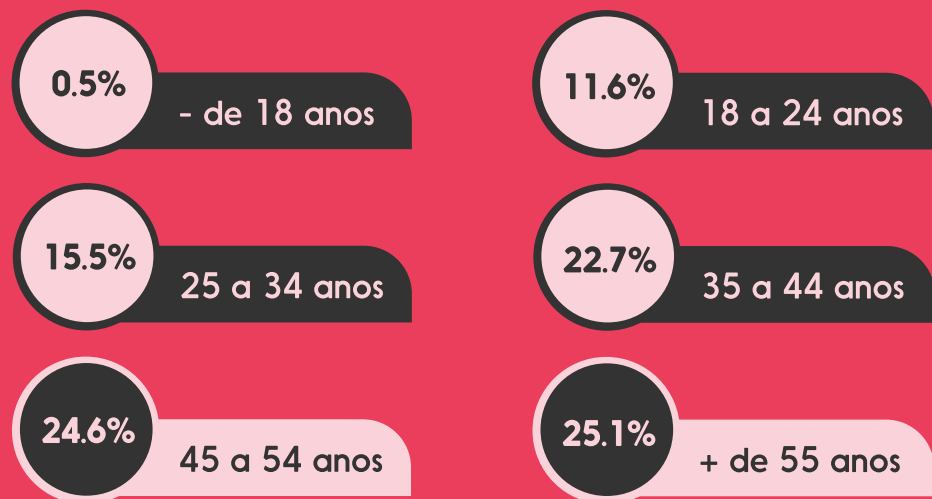 0.5%
- de 18 anos
11.6%
18 a 24 anos
15.5%
25 a 34 anos
22.7%
35 a 44 anos
24.6%
45 a 54 anos
25.1%
+ de 55 anos